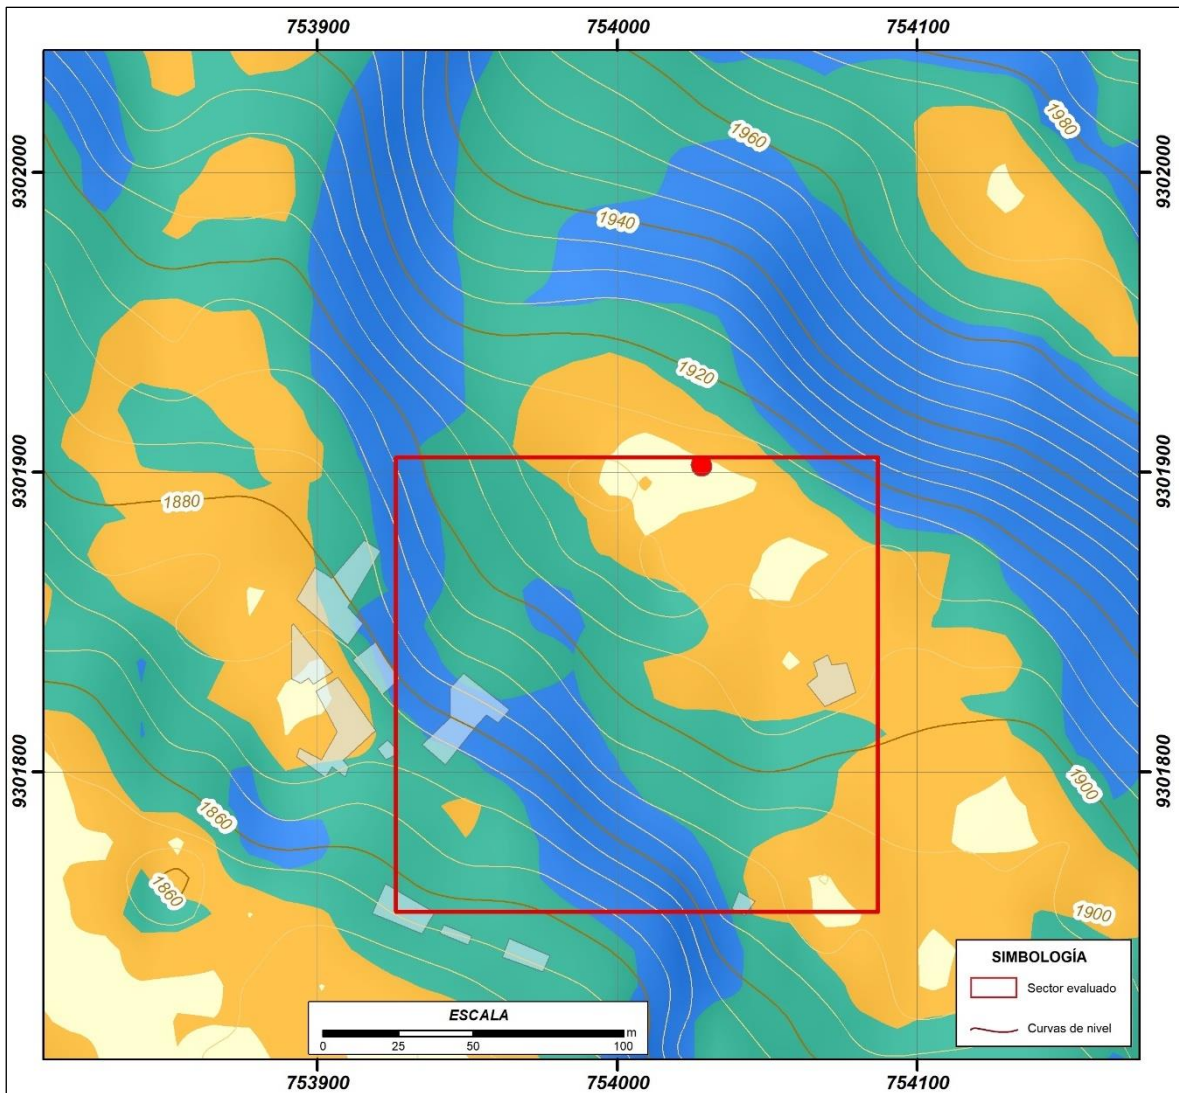 753900 754000 754100
1980
1960
9302000 9302000
1940
1920
9301900 9301900
1880
9301800 9301800
1900
1860
1860
1900
SIMBOLOGÍA
Sector evaluado
Curvas de nivel
ESCALA
m
0 25 50 100
753900 754000 754100